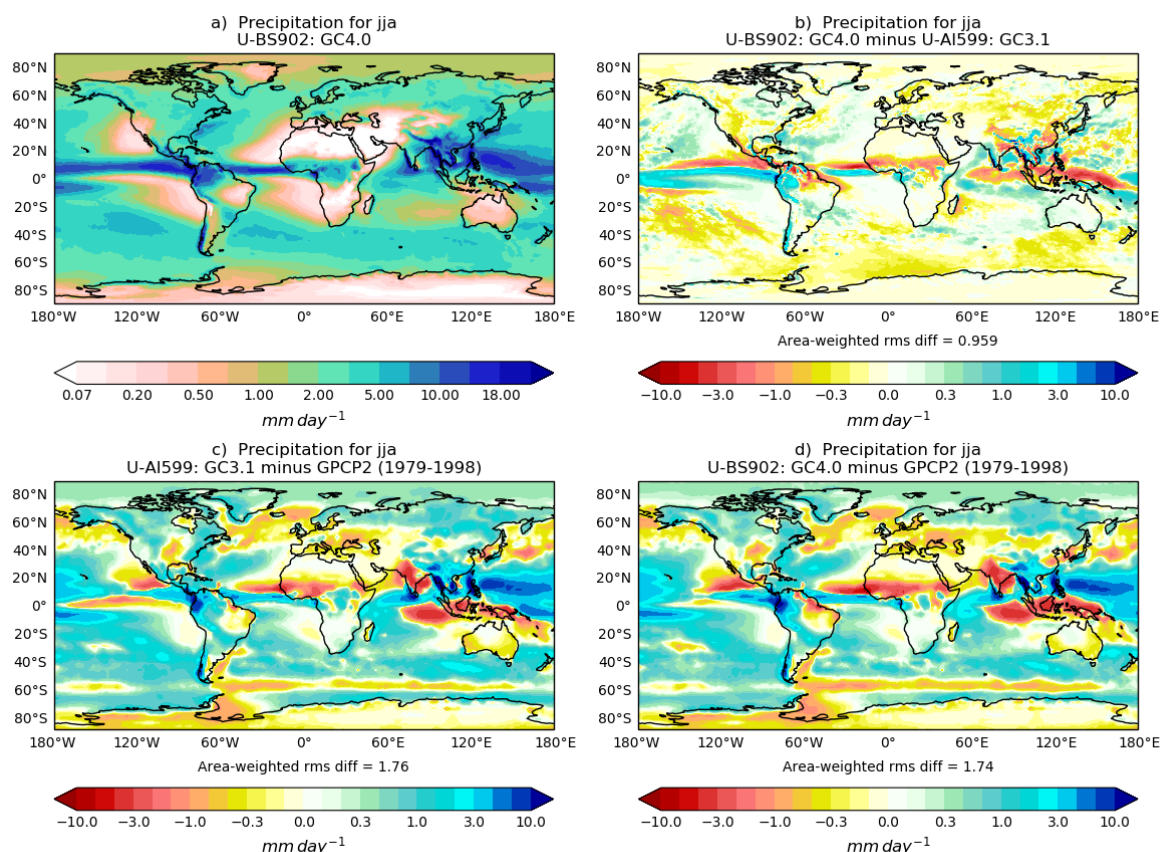 a)  Precipitation for jja
U-BS902: GC4.0
80°N
60°N
40°N
20°N
0°
20°S
40°S
60°S
80°S
180°W 120°W 60°W 0° 60°E 120°E 180°E
0.07 0.20 0.50 1.00 2.00 5.00 10.00 18.00
mm day⁻¹
b)  Precipitation for jja
U-BS902: GC4.0 minus U-AI599: GC3.1
80°N
60°N
40°N
20°N
0°
20°S
40°S
60°S
80°S
180°W 120°W 60°W 0° 60°E 120°E 180°E
Area-weighted rms diff = 0.959
−10.0 −3.0 −1.0 −0.3 0.0 0.3 1.0 3.0 10.0
mm day⁻¹
c)  Precipitation for jja
U-AI599: GC3.1 minus GPCP2 (1979-1998)
80°N
60°N
40°N
20°N
0°
20°S
40°S
60°S
80°S
180°W 120°W 60°W 0° 60°E 120°E 180°E
Area-weighted rms diff = 1.76
−10.0 −3.0 −1.0 −0.3 0.0 0.3 1.0 3.0 10.0
mm day⁻¹
d)  Precipitation for jja
U-BS902: GC4.0 minus GPCP2 (1979-1998)
80°N
60°N
40°N
20°N
0°
20°S
40°S
60°S
80°S
180°W 120°W 60°W 0° 60°E 120°E 180°E
Area-weighted rms diff = 1.74
−10.0 −3.0 −1.0 −0.3 0.0 0.3 1.0 3.0 10.0
mm day⁻¹